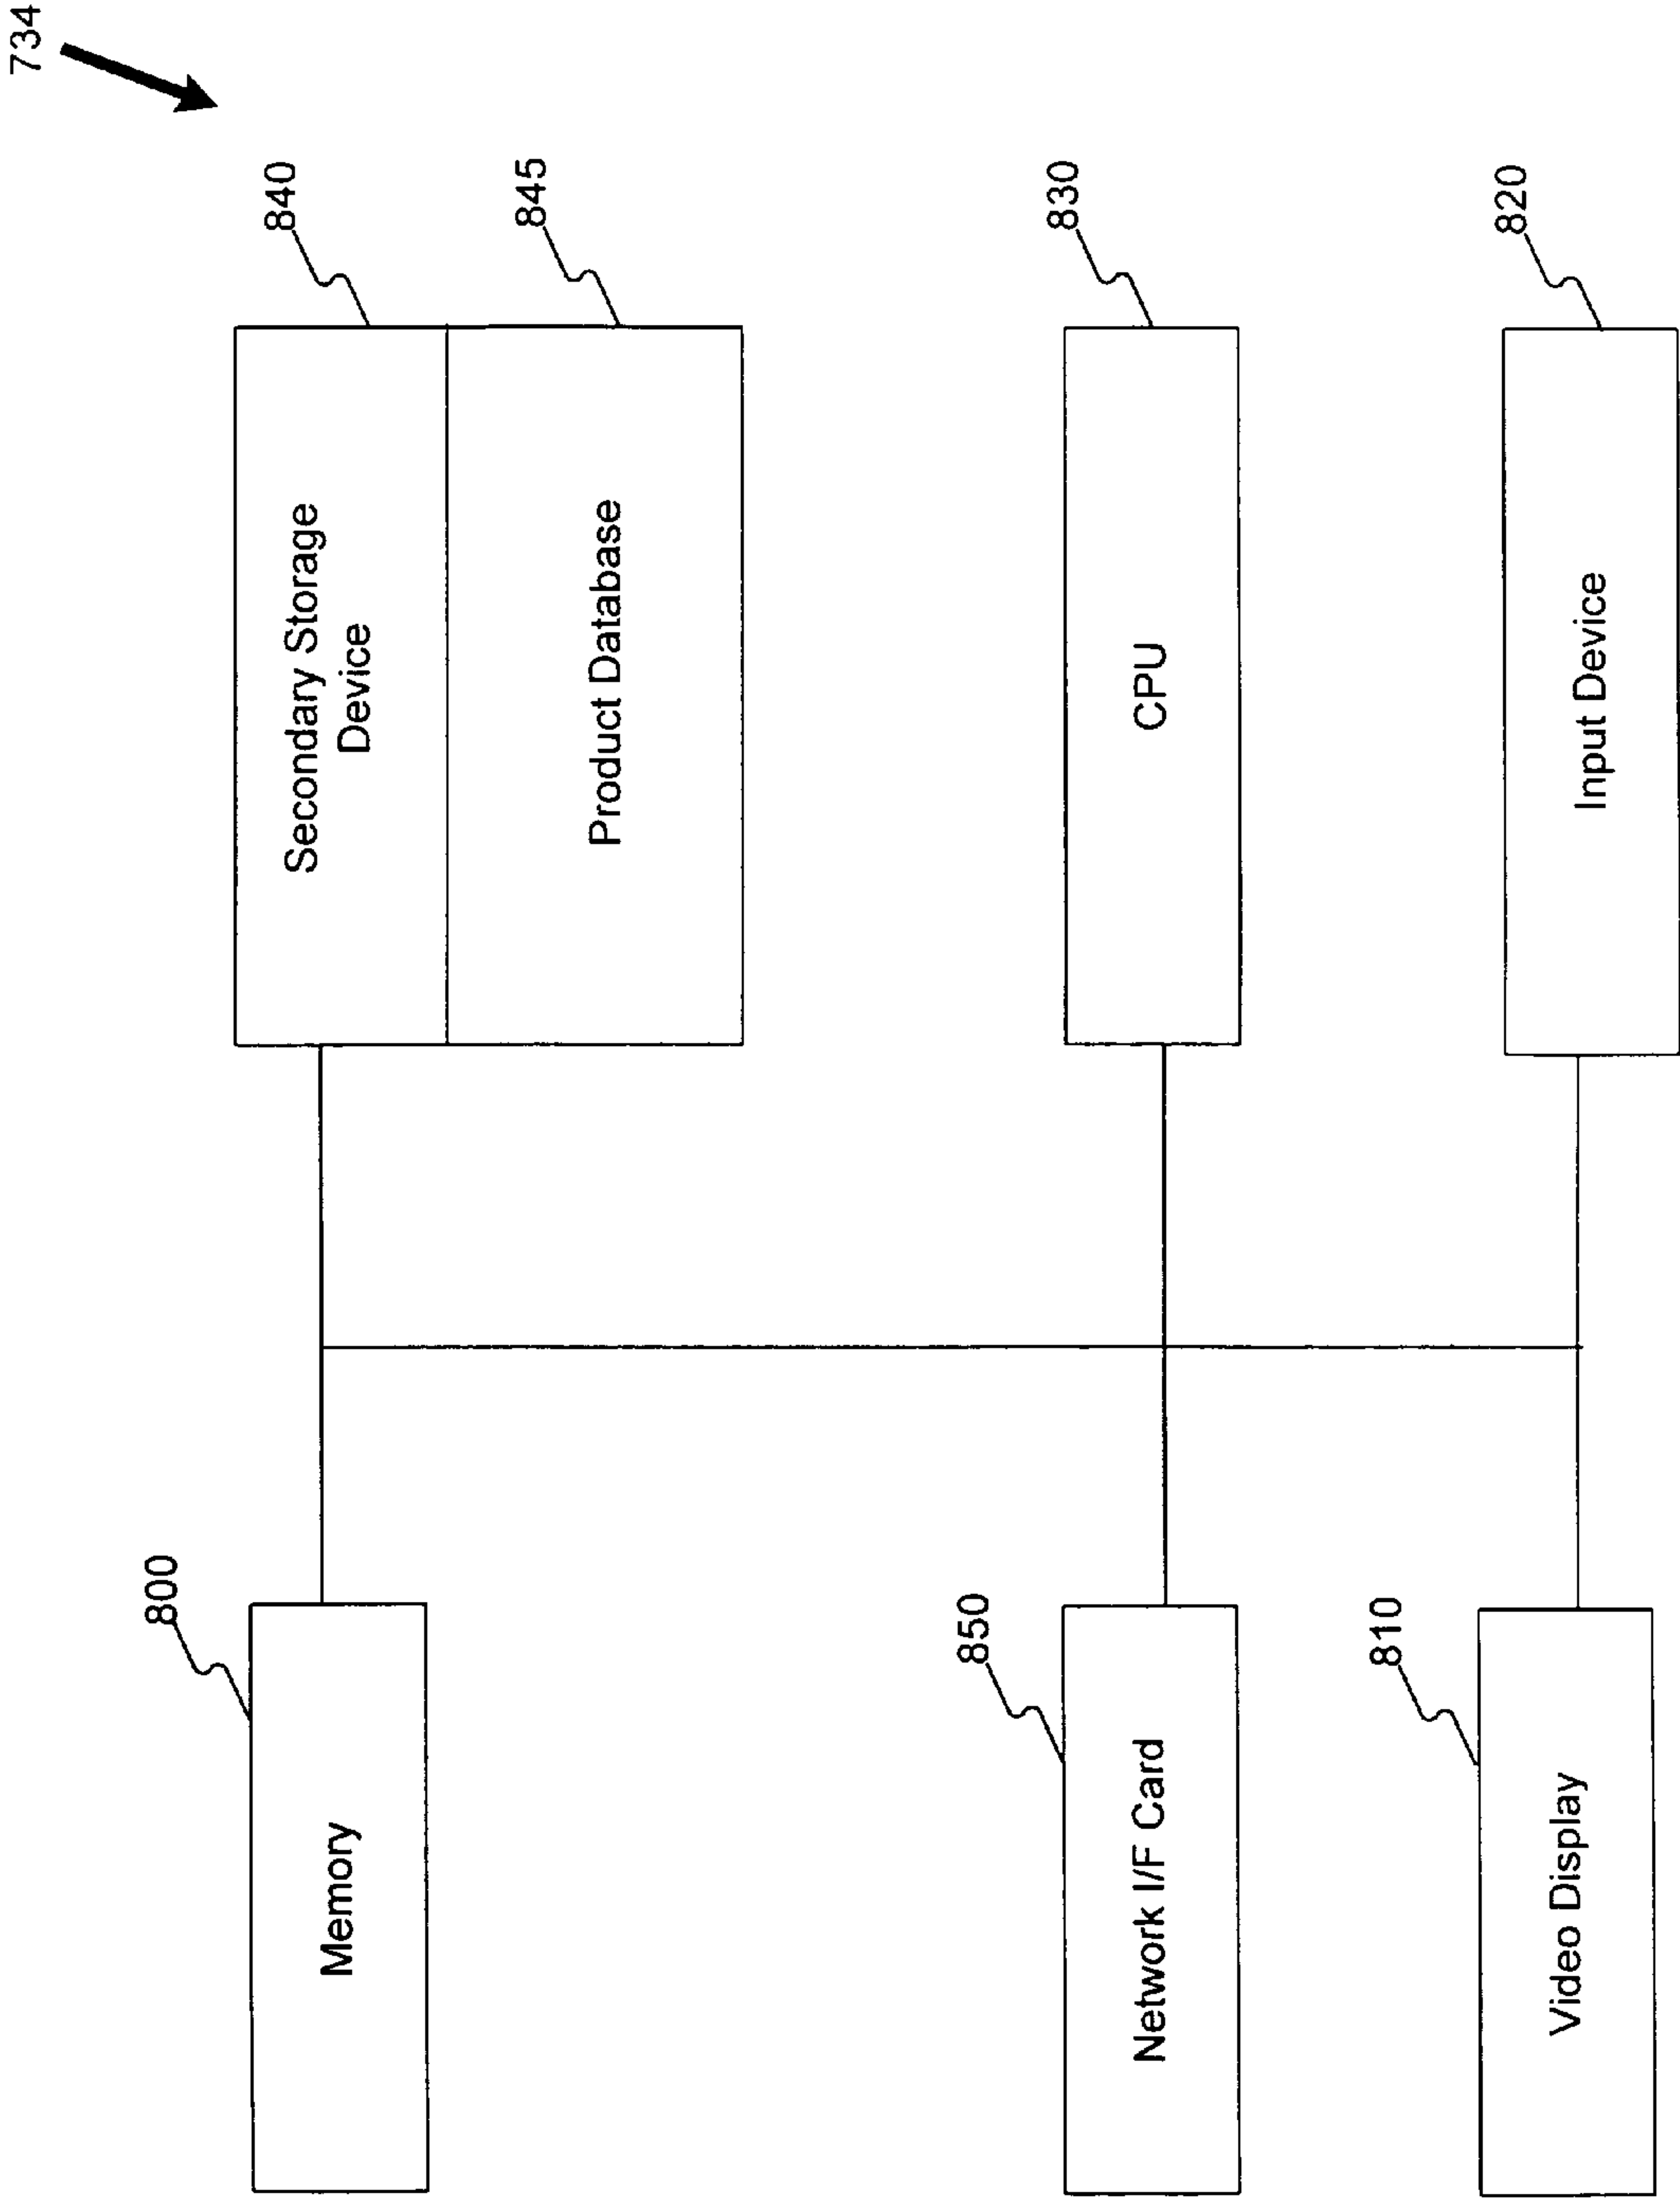 734
800
Memory
840
Secondary Storage
Device
845
Product Database
850
Network I/F Card
830
CPU
810
Video Display
820
Input Device